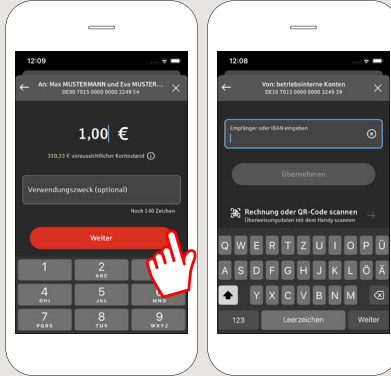 12:09
An: Max MUSTERMANN und Eva MUSTER...
DE90 7015 0000 0000 3249 54
1,00 €
310,33 € voraussichtlicher Kontostand
Verwendungszweck (optional)
Noch 140 Zeichen
Weiter
1 2
ABC
4 5 6
GHI JKL MNO
7 8 9
PQRS TUV WXYZ
12:08
Von: betriebsinterne Konten
DE10 7015 0000 0000 3249 39
Empfänger oder IBAN eingeben
Übernehmen
Rechnung oder QR-Code scannen
Überweisungsdaten mit dem Handy scannen
Q W E R T Z U I O P Ü
A S D F G H J K L Ö Ä
Y X C V B N M
123 Leerzeichen Weiter